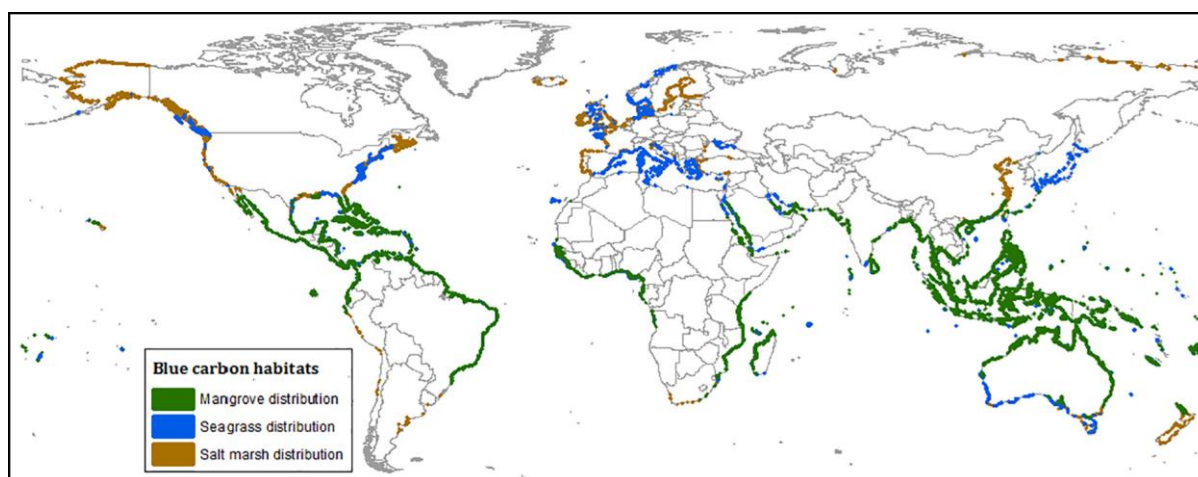 Blue carbon habitats
Mangrove distribution
Seagrass distribution
Salt marsh distribution